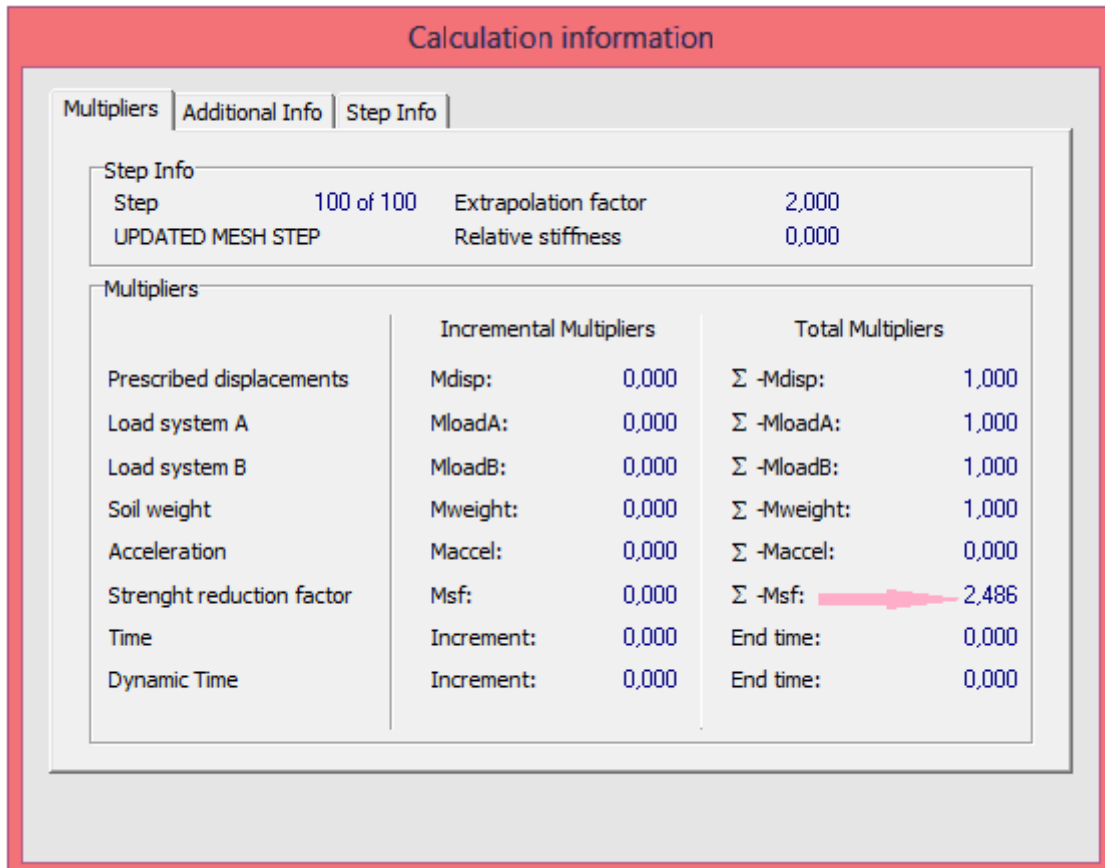 Calculation information
Multipliers Additional Info Step Info
Step Info
Step 100 of 100 Extrapolation factor 2,000
UPDATED MESH STEP Relative stiffness 0,000
Multipliers
Incremental Multipliers Total Multipliers
Prescribed displacements Mdisp: 0,000 Σ -Mdisp: 1,000
Load system A MloadA: 0,000 Σ -MloadA: 1,000
Load system B MloadB: 0,000 Σ -MloadB: 1,000
Soil weight Mweight: 0,000 Σ -Mweight: 1,000
Acceleration Maccel: 0,000 Σ -Maccel: 0,000
Strenght reduction factor Msf: 0,000 Σ -Msf: 2,486
Time Increment: 0,000 End time: 0,000
Dynamic Time Increment: 0,000 End time: 0,000